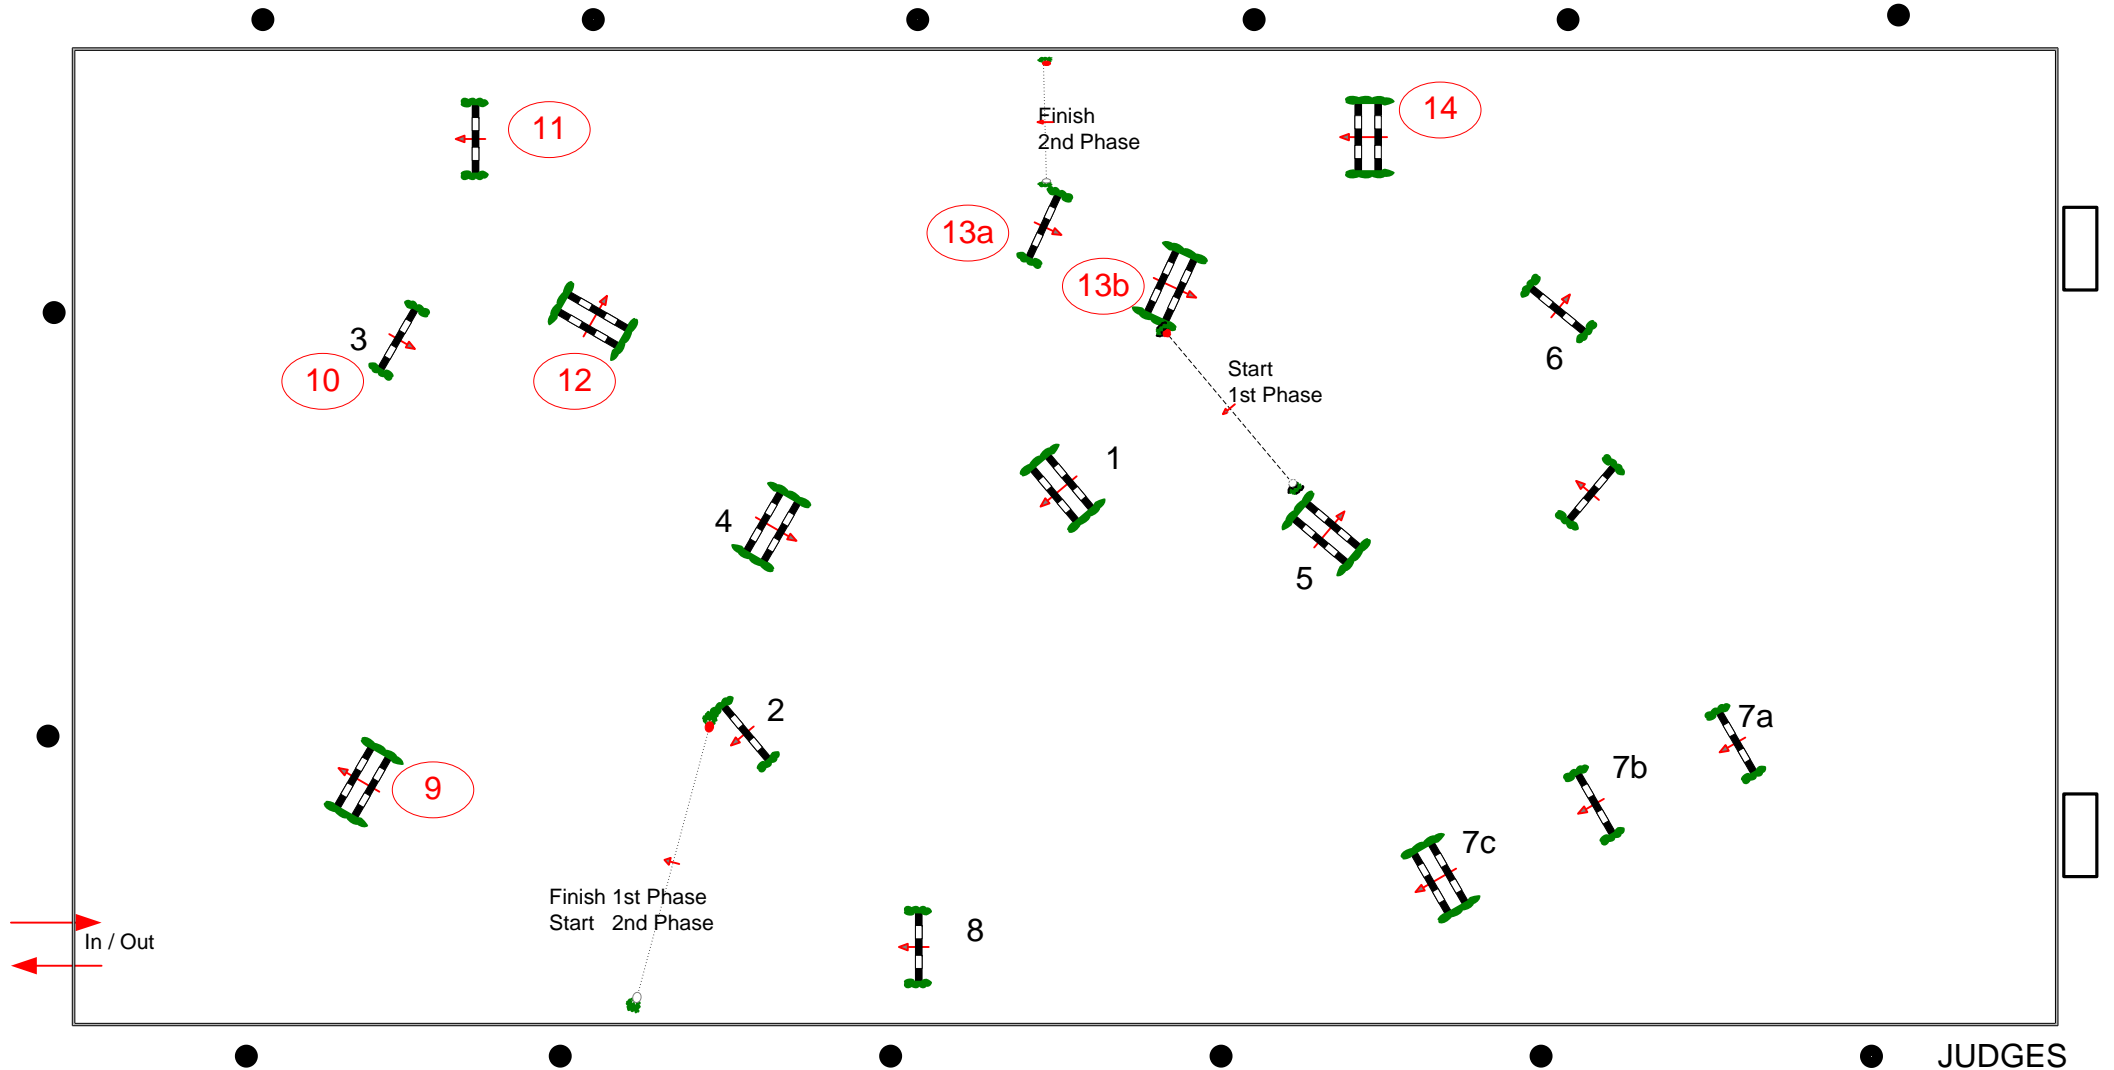 Finish
2nd Phase
14
11
13a
13b
3
10
12
6
Start
1st Phase
1
4
5
2
7a
7b
9
7c
Finish 1st Phase
Start 2nd Phase
8
In / Out
JUDGES